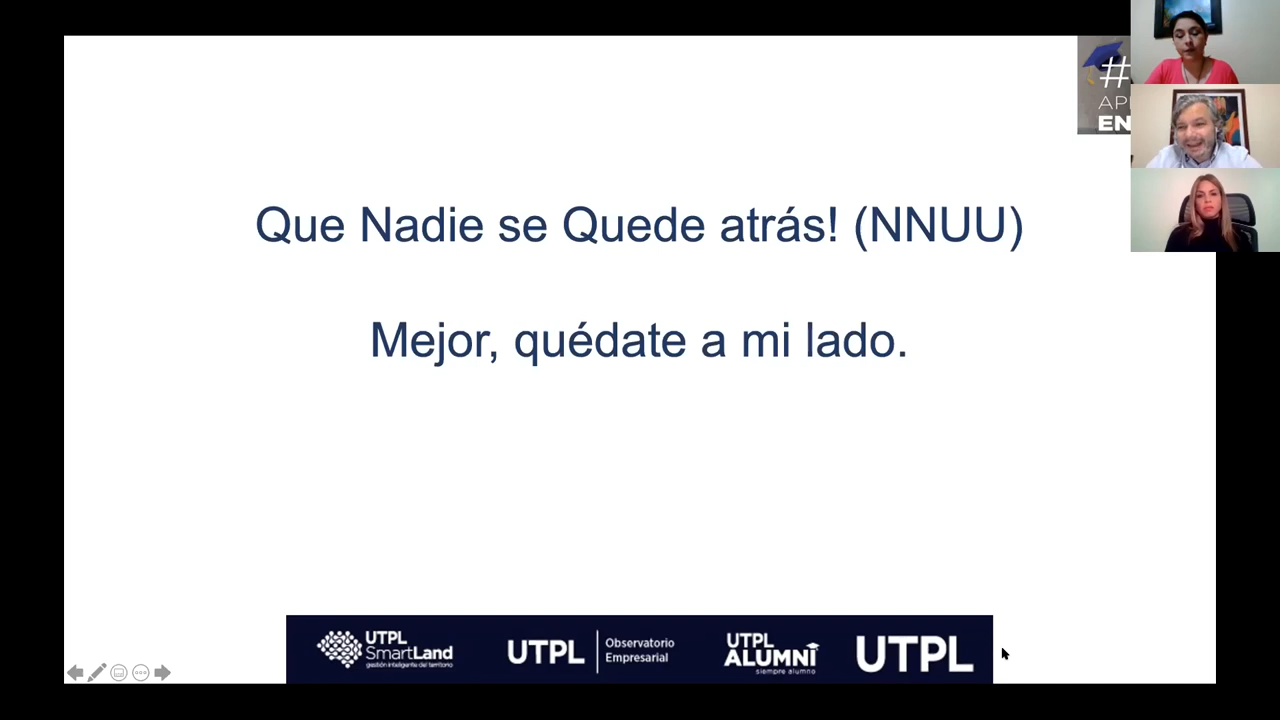 #
EN
Que Nadie se Quede atrás! (NNUU)
Mejor, quédate a mi lado.
UTPL
SmartLand
gestión inteligente del territorio
UTPL
Observatorio
Empresarial
UTPL
ALUMNI
siempre alumno
UTPL